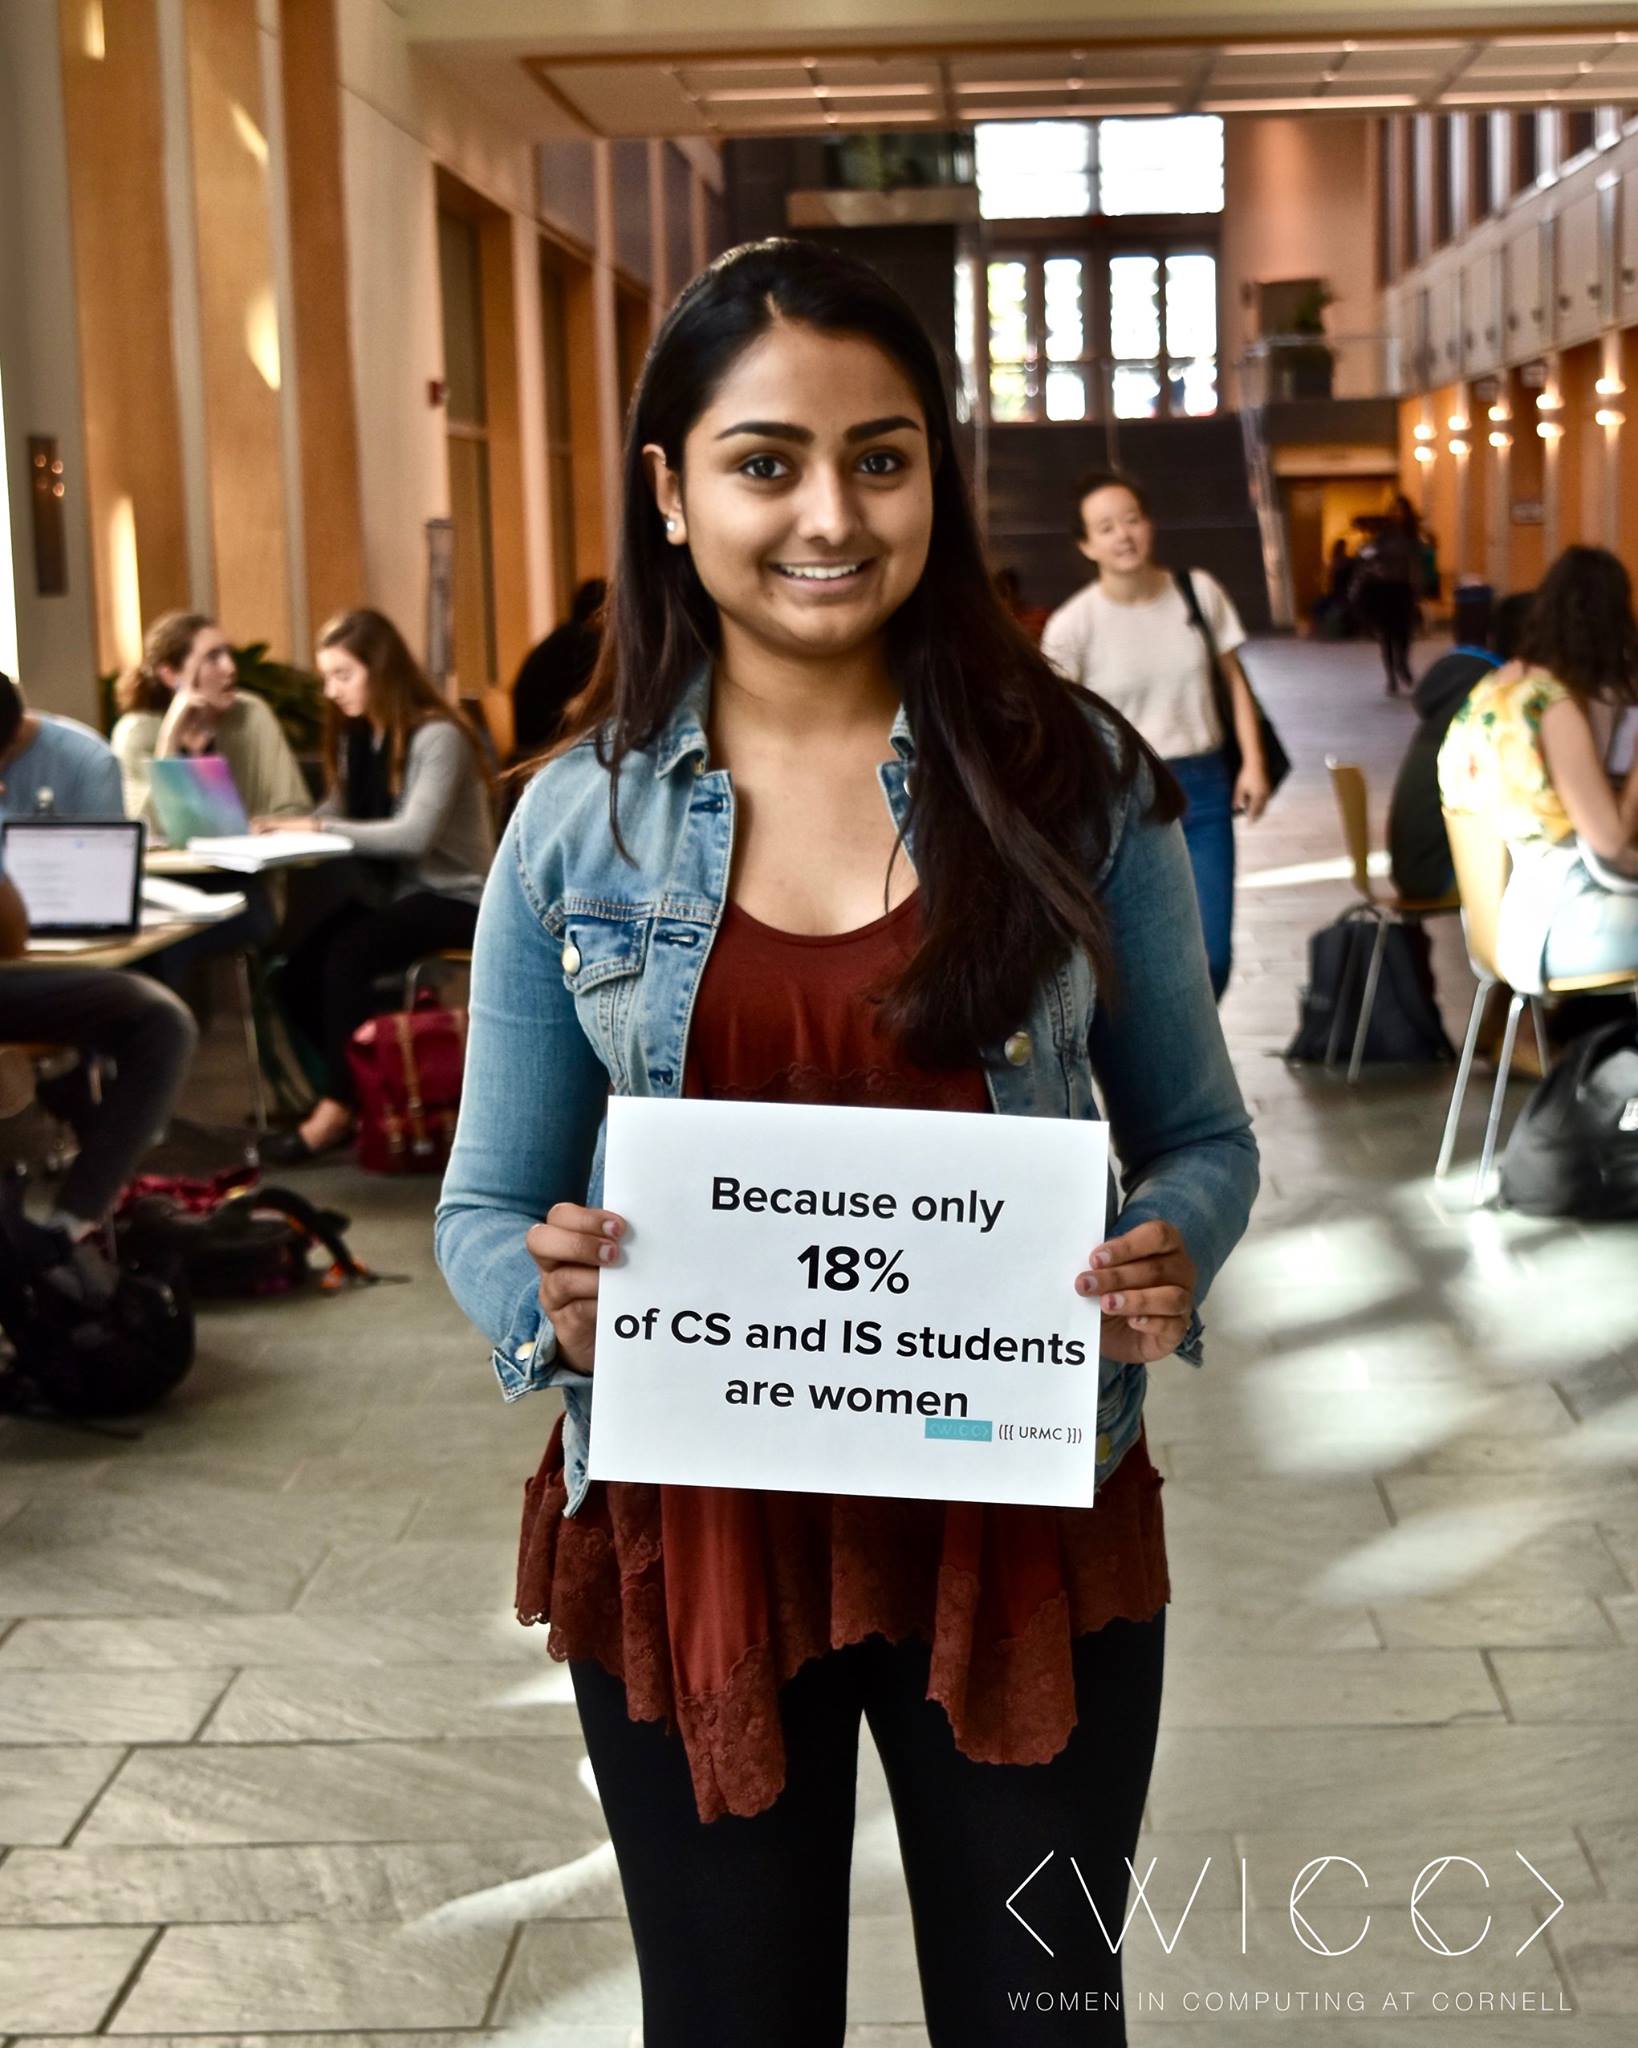 Because only
18%
of CS and IS students
are women
<WICC> ([{ URMC }])
<WICC>
WOMEN IN COMPUTING AT CORNELL